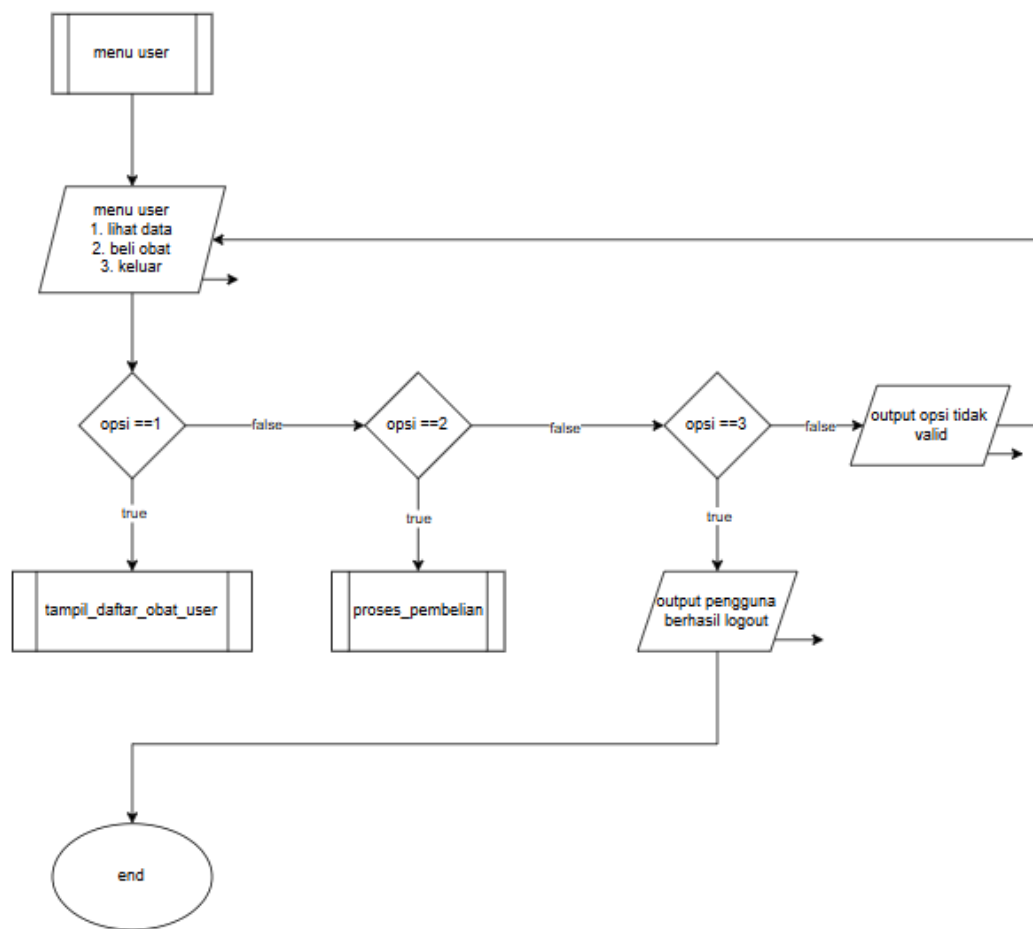 menu user
menu user
1. lihat data
2. beli obat
3. keluar
opsi ==1
false
opsi ==2
false
opsi ==3
false
output opsi tidak
valid
true
true
true
tampil_daftar_obat_user
proses_pembelian
output pengguna
berhasil logout
end